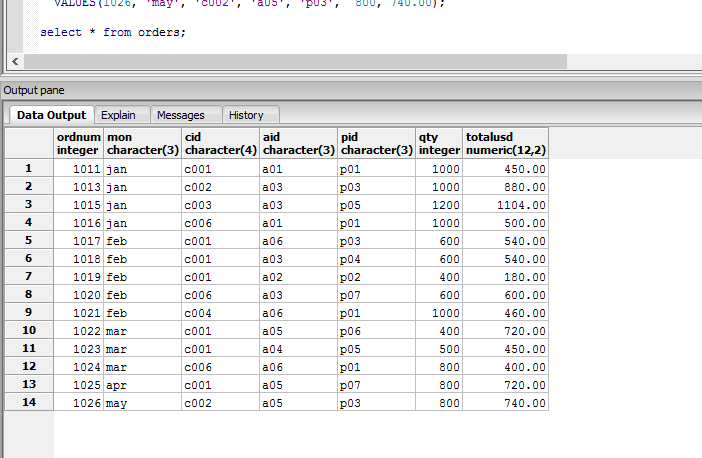 VALUES(1026, 'may', 'c002', 'a05', 'p03', 800, 740.00);
select * from orders;
<
Output pane
Data Output Explain Messages History
ordnum mon cid aid pid qty totalusd
integer character(3) character(4) character(3) character(3) integer numeric(12,2)
1 1011 jan c001 a01 p01 1000 450.00
2 1013 jan c002 a03 p03 1000 880.00
3 1015 jan c003 a03 p05 1200 1104.00
4 1016 jan c006 a01 p01 1000 500.00
5 1017 feb c001 a06 p03 600 540.00
6 1018 feb c001 a03 p04 600 540.00
7 1019 feb c001 a02 p02 400 180.00
8 1020 feb c006 a03 p07 600 600.00
9 1021 feb c004 a06 p01 1000 460.00
10 1022 mar c001 a05 p06 400 720.00
11 1023 mar c001 a04 p05 500 450.00
12 1024 mar c006 a06 p01 800 400.00
13 1025 apr c001 a05 p07 800 720.00
14 1026 may c002 a05 p03 800 740.00